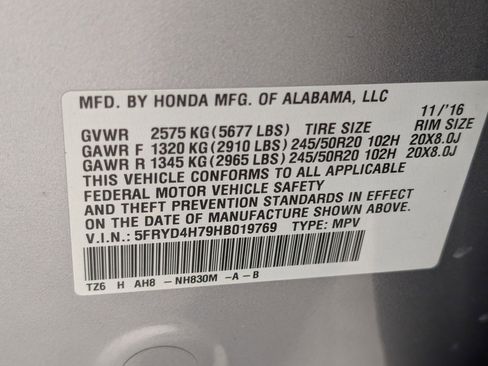 MFD. BY HONDA MFG. OF ALABAMA, LLC
11/'16
GVWR 2575 KG(5677 LBS) TIRE SIZE RIM SIZE
GAWR F 1320 KG(2910 LBS)245/50R20 102H 20X8.0J
GAWR R 1345 KG(2965 LBS)245/50R20 102H 20X8.0J
THIS VEHICLE CONFORMS TO ALL APPLICABLE
FEDERAL MOTOR VEHICLE SAFETY
AND THEFT PREVENTION STANDARDS IN EFFECT
ON THE DATE OF MANUFACTURE SHOWN ABOVE.
V.I.N.: 5FRYD4H79HB019769 TYPE: MPV
TZ6 H AH8 -NH830M -A-B